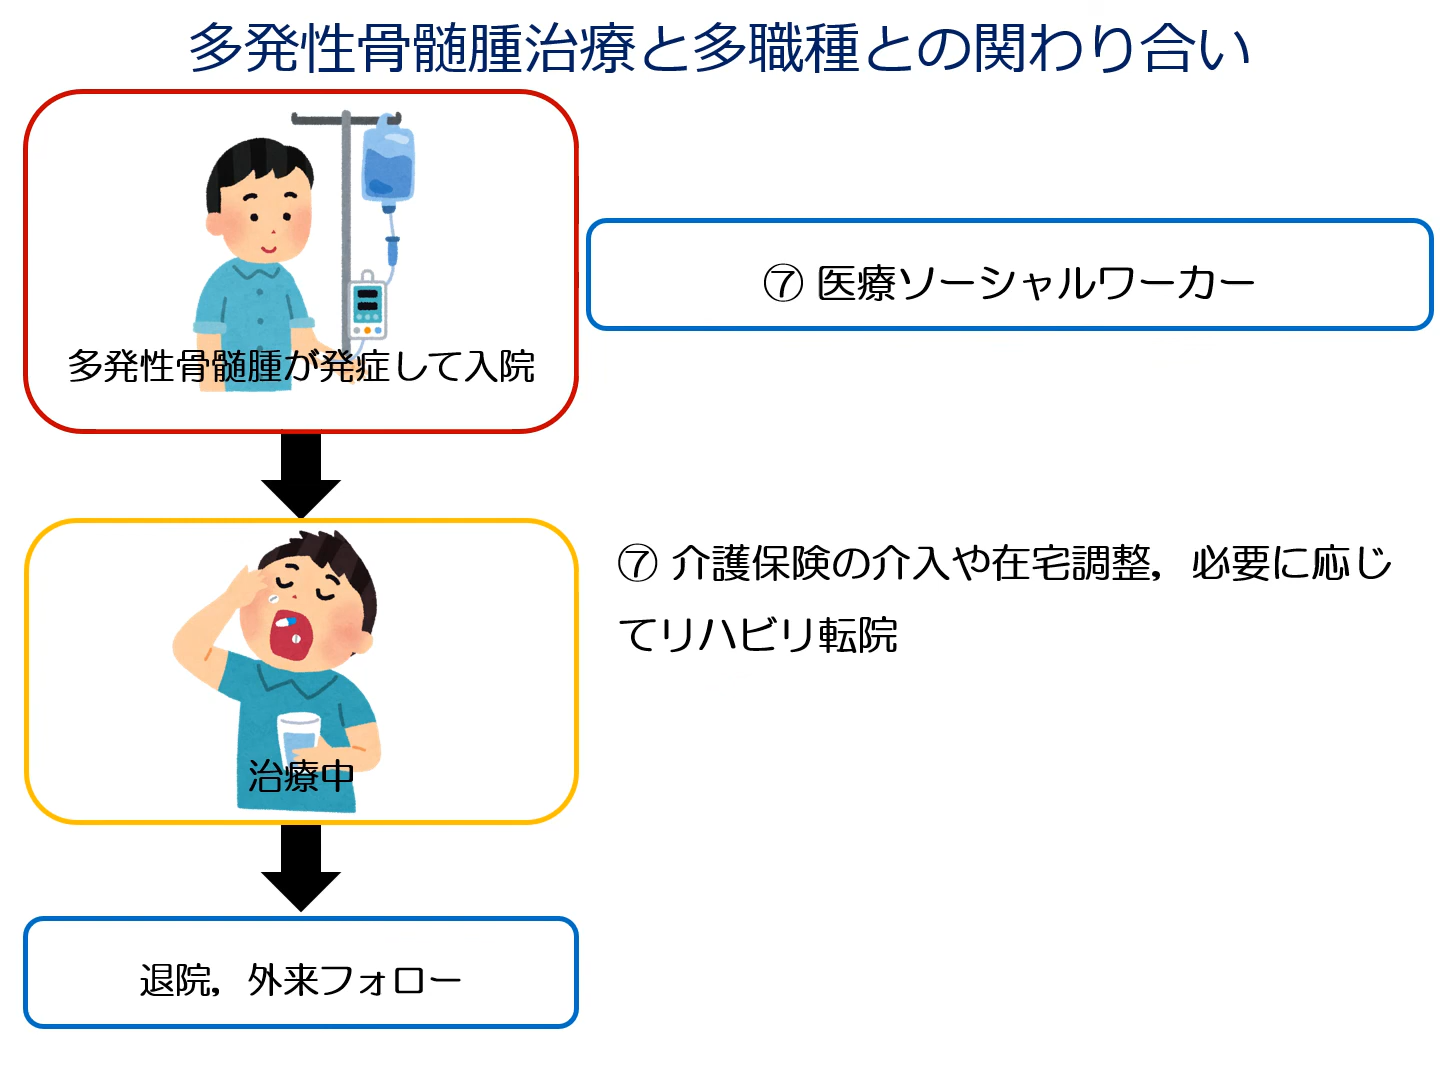 多発性骨髄腫治療と多職種との関わり合い
多発性骨髄腫が発症して入院
⑦ 医療ソーシャルワーカー
⑦ 介護保険の介入や在宅調整，必要に応じ
てリハビリ転院
治療中
退院，外来フォロー